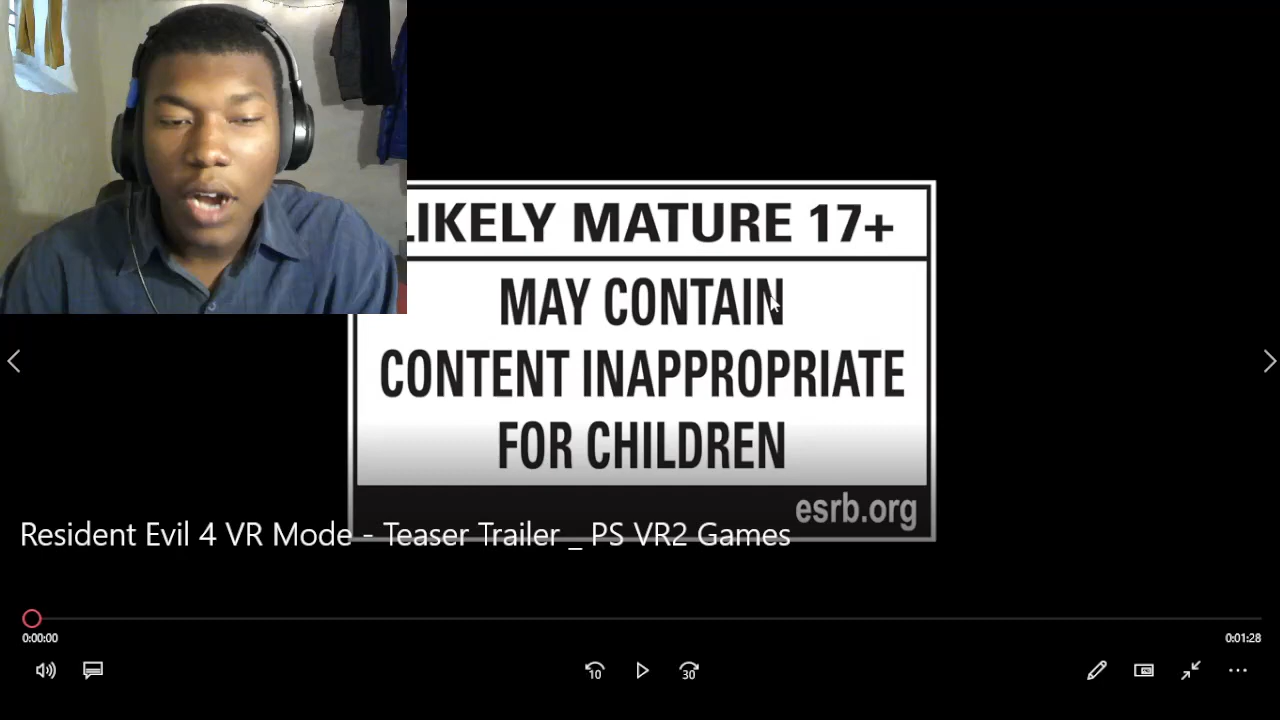 LIKELY MATURE 17+
MAY CONTAIN
CONTENT INAPPROPRIATE
FOR CHILDREN
esrb.org
Resident Evil 4 VR Mode - Teaser Trailer _ PS VR2 Games
0:00:00
0:01:28
10
30